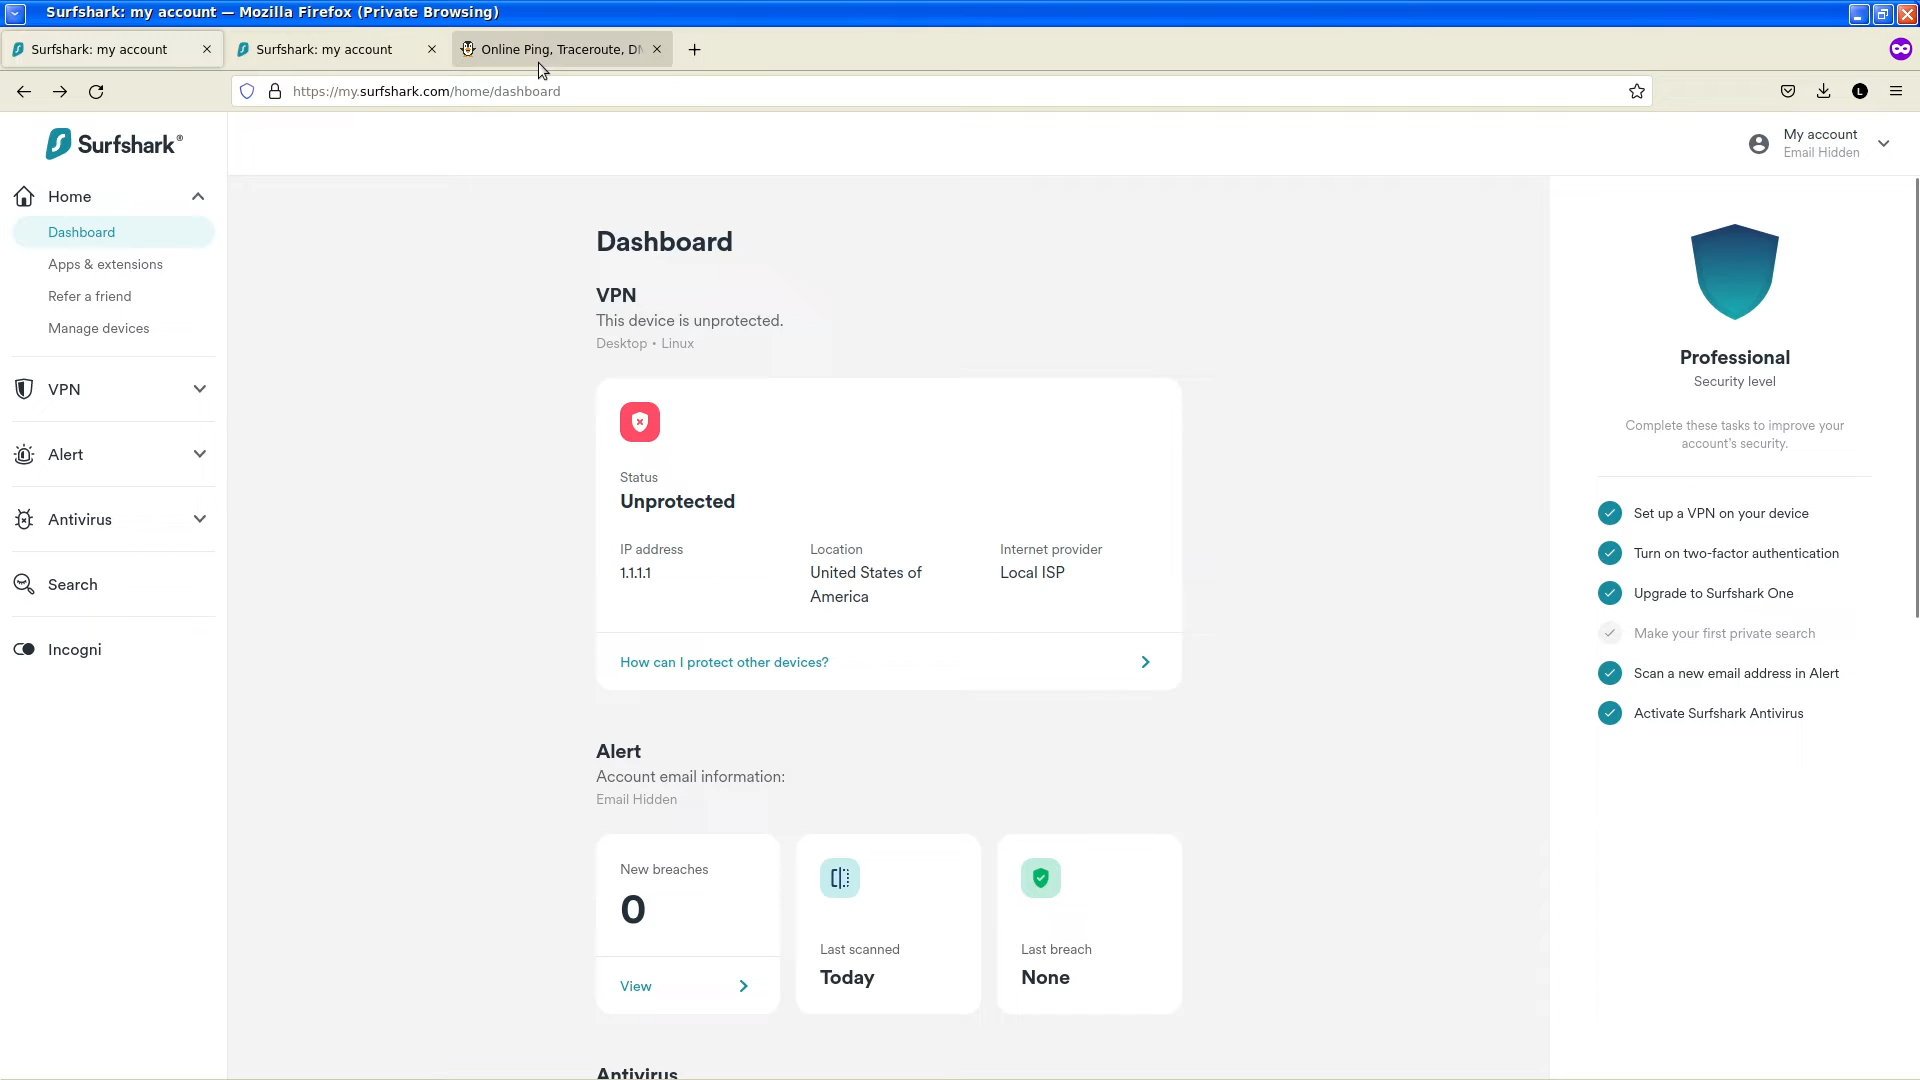 Surfshark: my account — Mozilla Firefox (Private Browsing)
Surfshark: my account
Surfshark: my account
Online Ping, Traceroute, DN
https://my.surfshark.com/home/dashboard
L
Surfshark®
My account
Email Hidden
Home
Dashboard
Apps & extensions
Refer a friend
Manage devices
VPN
Alert
Antivirus
Search
Incogni
Dashboard
VPN
This device is unprotected.
Desktop • Linux
Status
Unprotected
IP address
1.1.1.1
Location
United States of
America
Internet provider
Local ISP
How can I protect other devices?
Alert
Account email information:
Email Hidden
New breaches
0
View
Last scanned
Today
Last breach
None
Antivirus
Professional
Security level
Complete these tasks to improve your
account's security.
Set up a VPN on your device
Turn on two-factor authentication
Upgrade to Surfshark One
Make your first private search
Scan a new email address in Alert
Activate Surfshark Antivirus